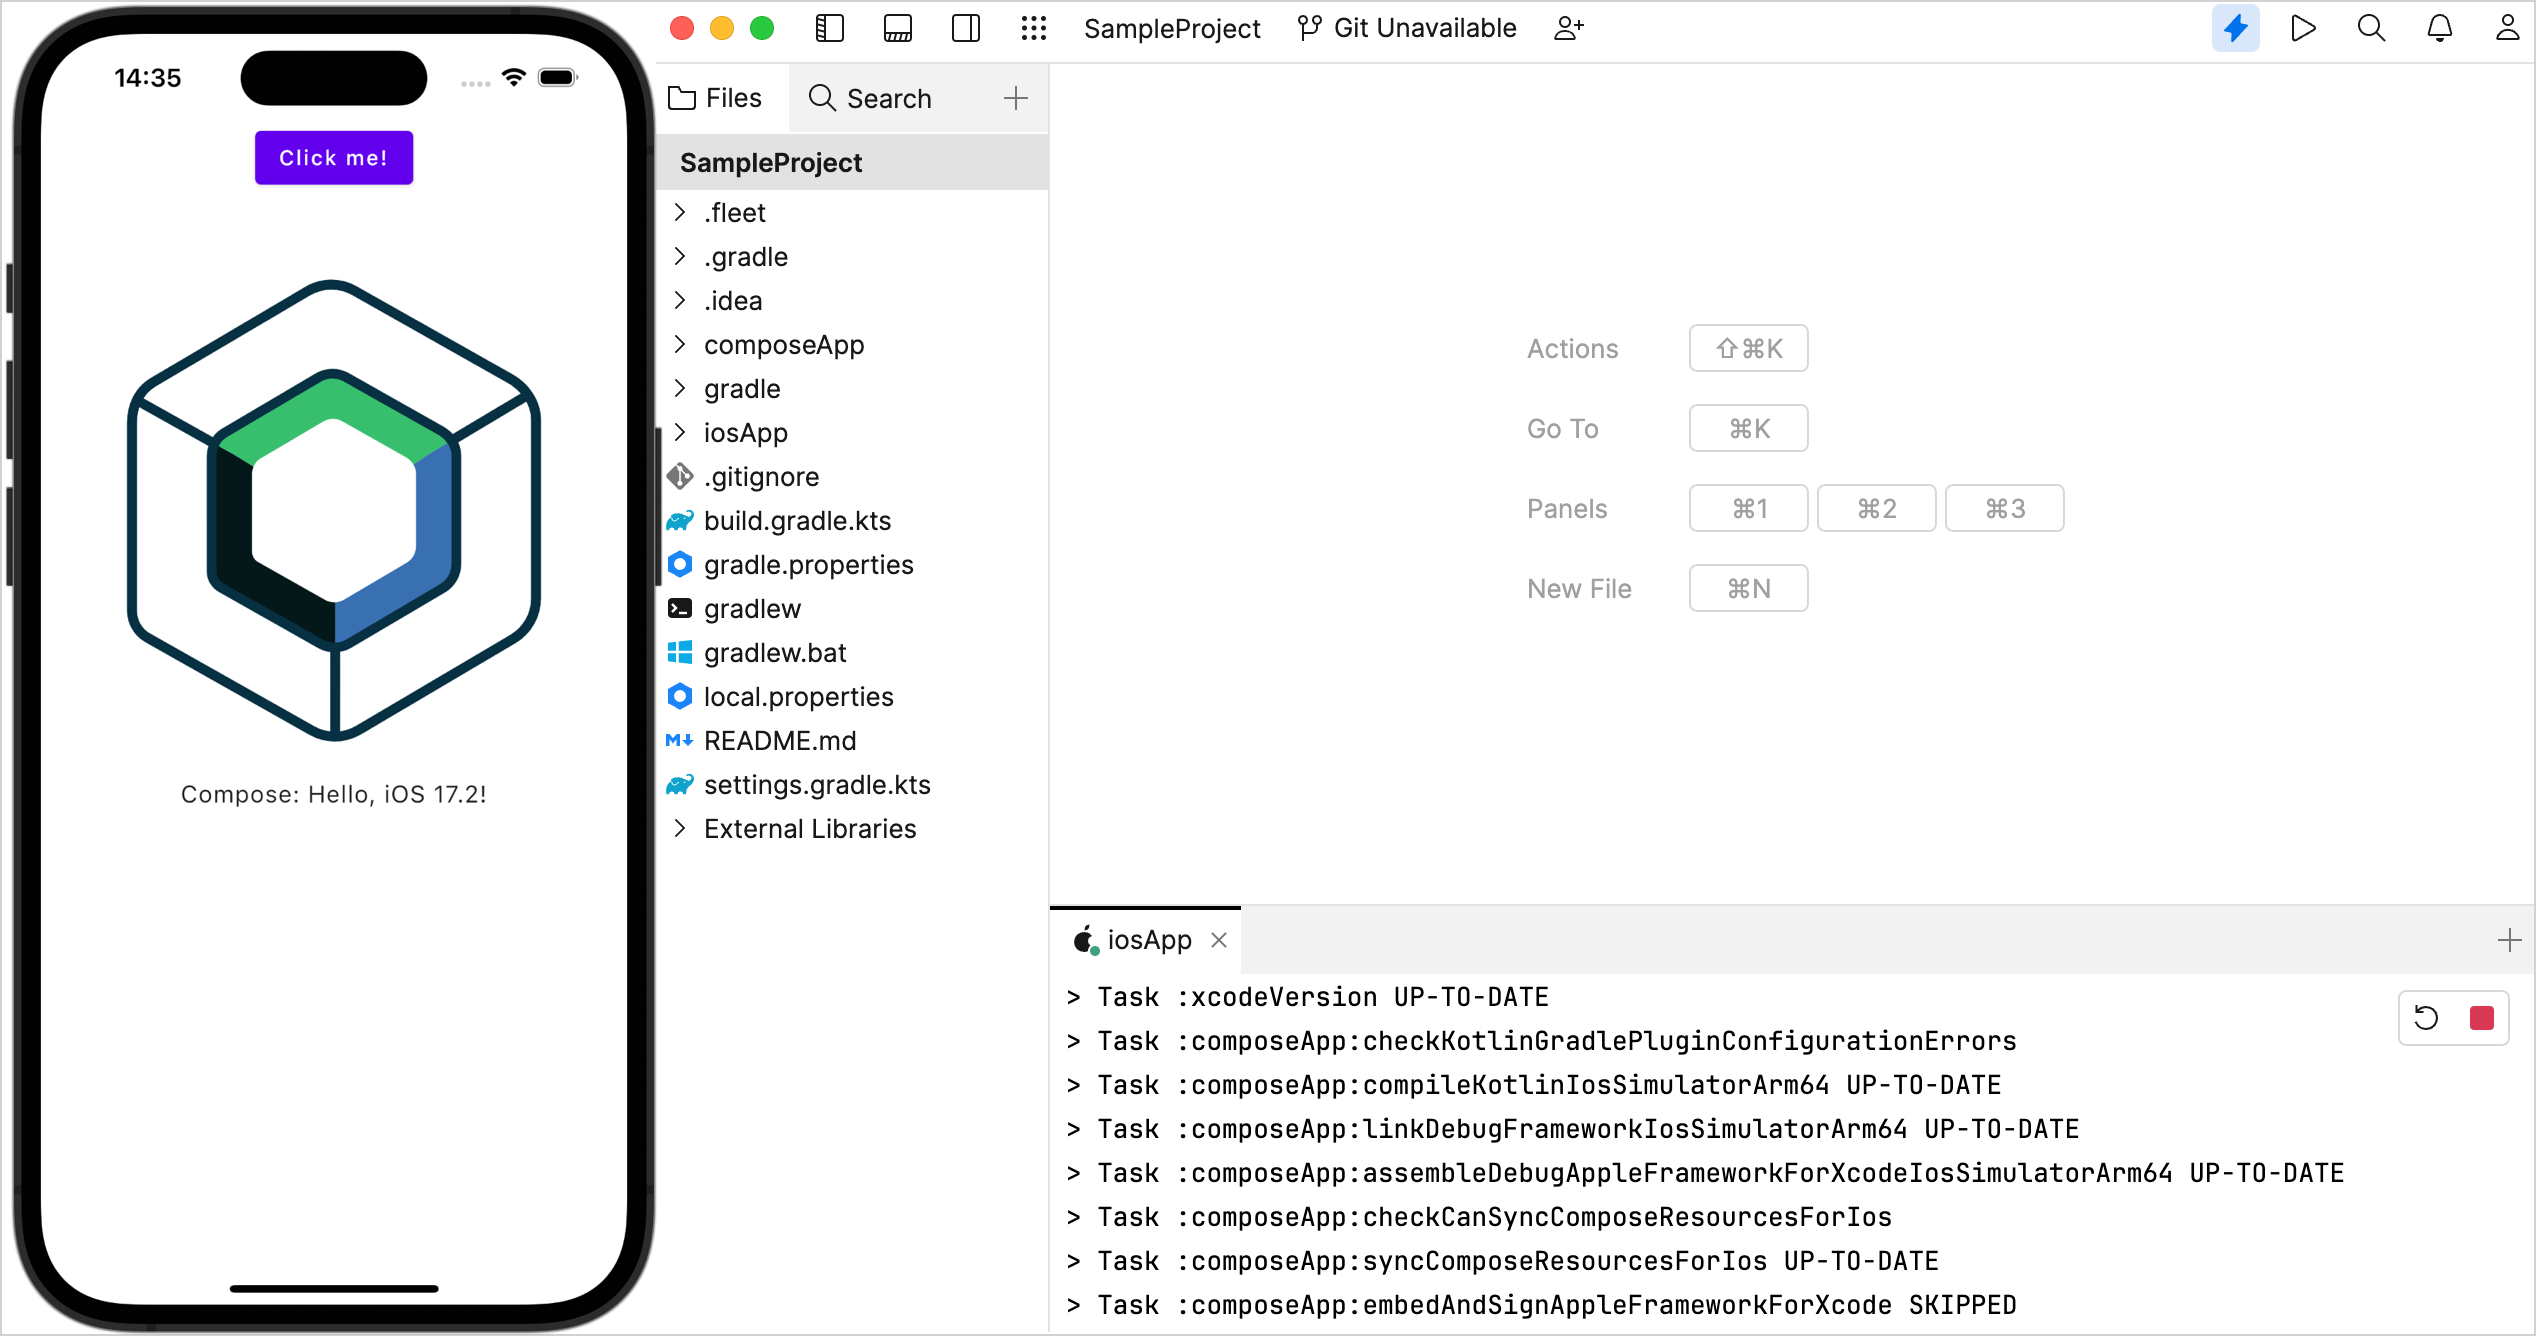 14:35
Click me!
Compose: Hello, iOS 17.2!
SampleProject
Git Unavailable
Files
Search
SampleProject
.fleet
.gradle
.idea
composeApp
gradle
iosApp
.gitignore
build.gradle.kts
gradle.properties
gradlew
gradlew.bat
local.properties
README.md
settings.gradle.kts
External Libraries
Actions ⇧⌘K
Go To ⌘K
Panels ⌘1 ⌘2 ⌘3
New File ⌘N
iosApp
> Task :xcodeVersion UP-TO-DATE
> Task :composeApp:checkKotlinGradlePluginConfigurationErrors
> Task :composeApp:compileKotlinIosSimulatorArm64 UP-TO-DATE
> Task :composeApp:linkDebugFrameworkIosSimulatorArm64 UP-TO-DATE
> Task :composeApp:assembleDebugAppleFrameworkForXcodeIosSimulatorArm64 UP-TO-DATE
> Task :composeApp:checkCanSyncComposeResourcesForIos
> Task :composeApp:syncComposeResourcesForIos UP-TO-DATE
> Task :composeApp:embedAndSignAppleFrameworkForXcode SKIPPED